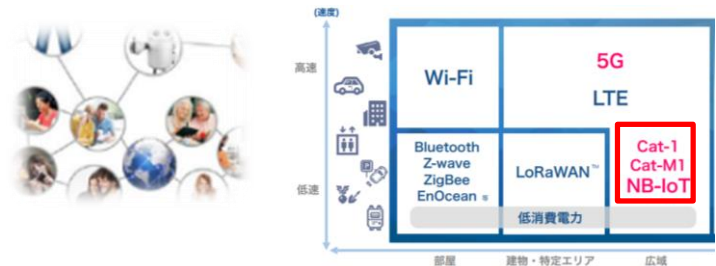 (速度)
高速
低速
Wi-Fi
5G
LTE
Bluetooth
Z-wave
ZigBee
EnOcean
LoRaWAN™
Cat-1
Cat-M1
NB-IoT
低消費電力
部屋
建物・特定エリア
広域